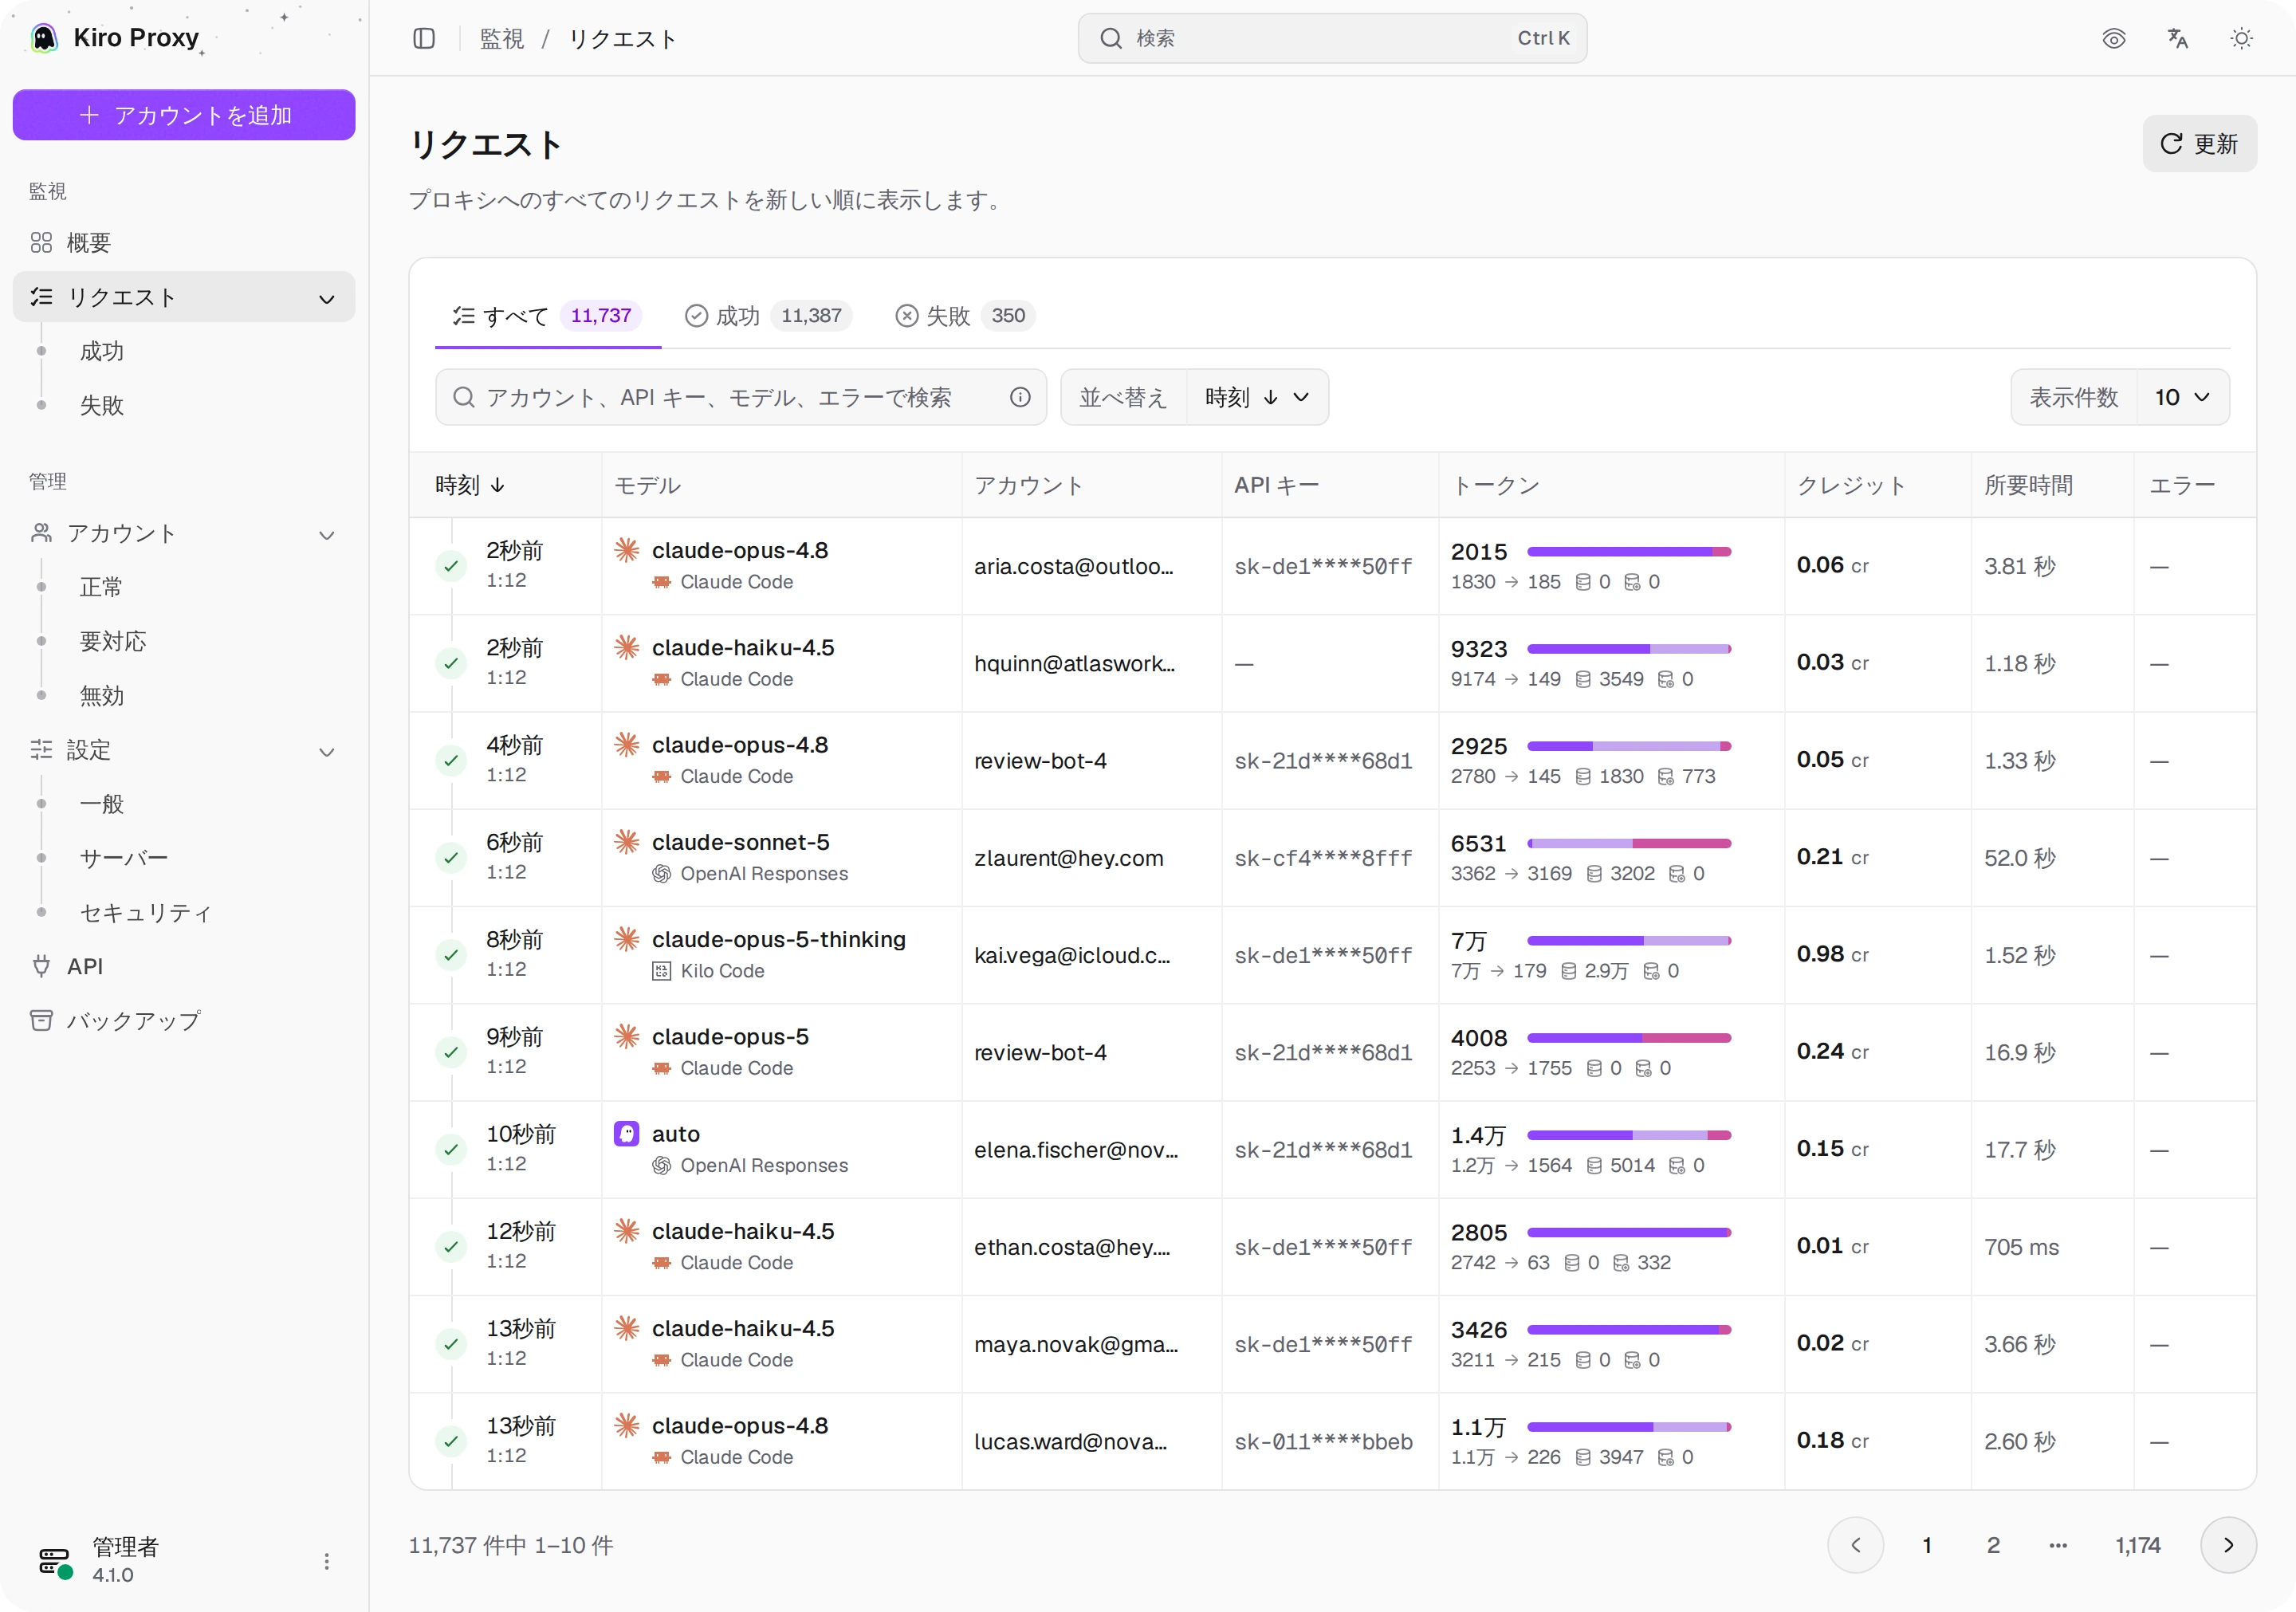 Kiro Proxy
監視 / リクエスト
検索 Ctrl K
アカウントを追加
監視
概要
リクエスト
成功
失敗
管理
アカウント
正常
要対応
無効
設定
一般
サーバー
セキュリティ
API
バックアップ
管理者
4.1.0
リクエスト
更新
プロキシへのすべてのリクエストを新しい順に表示します。
すべて 11,737 成功 11,387 失敗 350
アカウント、API キー、モデル、エラーで検索 並べ替え 時刻 ↓ 表示件数 10
時刻 ↓ モデル アカウント API キー トークン クレジット 所要時間 エラー
2秒前 claude-opus-4.8 aria.costa@outloo... sk-de1****50ff 2015 0.06 cr 3.81 秒 —
1:12 Claude Code 1830 → 185 0 0
2秒前 claude-haiku-4.5 hquinn@atlaswork... — 9323 0.03 cr 1.18 秒 —
1:12 Claude Code 9174 → 149 3549 0
4秒前 claude-opus-4.8 review-bot-4 sk-21d****68d1 2925 0.05 cr 1.33 秒 —
1:12 Claude Code 2780 → 145 1830 773
6秒前 claude-sonnet-5 zlaurent@hey.com sk-cf4****8fff 6531 0.21 cr 52.0 秒 —
1:12 OpenAI Responses 3362 → 3169 3202 0
8秒前 claude-opus-5-thinking kai.vega@icloud.c... sk-de1****50ff 7万 0.98 cr 1.52 秒 —
1:12 Kilo Code 7万 → 179 2.9万 0
9秒前 claude-opus-5 review-bot-4 sk-21d****68d1 4008 0.24 cr 16.9 秒 —
1:12 Claude Code 2253 → 1755 0 0
10秒前 auto elena.fischer@nov... sk-21d****68d1 1.4万 0.15 cr 17.7 秒 —
1:12 OpenAI Responses 1.2万 → 1564 5014 0
12秒前 claude-haiku-4.5 ethan.costa@hey.... sk-de1****50ff 2805 0.01 cr 705 ms —
1:12 Claude Code 2742 → 63 0 332
13秒前 claude-haiku-4.5 maya.novak@gma... sk-de1****50ff 3426 0.02 cr 3.66 秒 —
1:12 Claude Code 3211 → 215 0 0
13秒前 claude-opus-4.8 lucas.ward@nova... sk-011****bbeb 1.1万 0.18 cr 2.60 秒 —
1:12 Claude Code 1.1万 → 226 3947 0
11,737 件中 1–10 件 1 2 ••• 1,174